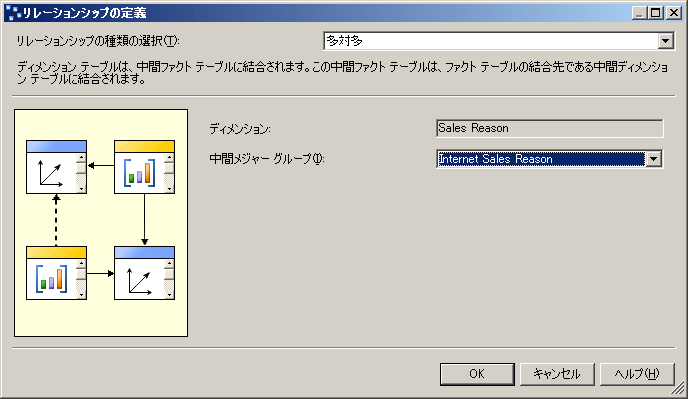 リレーションシップの定義
リレーションシップの種類の選択(T):
多対多
ディメンション テーブルは、中間ファクト テーブルに結合されます。この中間ファクト テーブルは、ファクト テーブルの結合先である中間ディメンショ
ン テーブルに結合されます。
ディメンション:
Sales Reason
中間メジャー グループ(I):
Internet Sales Reason
OK
キャンセル
ヘルプ(H)